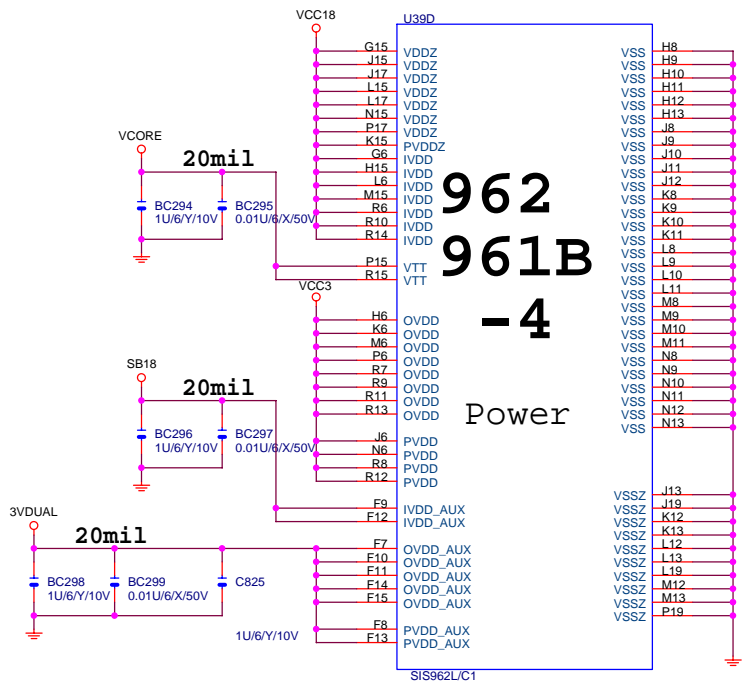 VCC18
U39D
G15 VDDZ VSS H8
J15 VDDZ VSS H9
J17 VDDZ VSS H10
L15 VDDZ VSS H11
L17 VDDZ VSS H12
N15 VDDZ VSS H13
P17 VDDZ VSS J8
K15 PVDDZ VSS J9
G6 IVDD VSS J10
H15 IVDD VSS J11
L6 IVDD VSS J12
M15 IVDD VSS K8
R6 IVDD VSS K9
R10 IVDD VSS K10
R14 IVDD VSS K11
VSS L8
P15 VTT VSS L9
R15 VTT VSS L10
VSS L11
VSS M8
H6 OVDD VSS M9
K6 OVDD VSS M10
M6 OVDD VSS M11
P6 OVDD VSS N8
R7 OVDD VSS N9
R9 OVDD VSS N10
R11 OVDD VSS N11
R13 OVDD VSS N12
VSS N13
J6 PVDD
N6 PVDD
R8 PVDD
R12 PVDD
VSSZ J13
F9 IVDD_AUX VSSZ J19
F12 IVDD_AUX VSSZ K12
VSSZ K13
F7 OVDD_AUX VSSZ L12
F10 OVDD_AUX VSSZ L13
F11 OVDD_AUX VSSZ L19
F14 OVDD_AUX VSSZ M12
F15 OVDD_AUX VSSZ M13
VSSZ P19
F8 PVDD_AUX
F13 PVDD_AUX
962
961B
-4
Power
SIS962L/C1
VCORE
20mil
BC294
1U/6/Y/10V
BC295
0.01U/6/X/50V
VCC3
SB18
20mil
BC296
1U/6/Y/10V
BC297
0.01U/6/X/50V
3VDUAL
20mil
BC298
1U/6/Y/10V
BC299
0.01U/6/X/50V
C825
1U/6/Y/10V